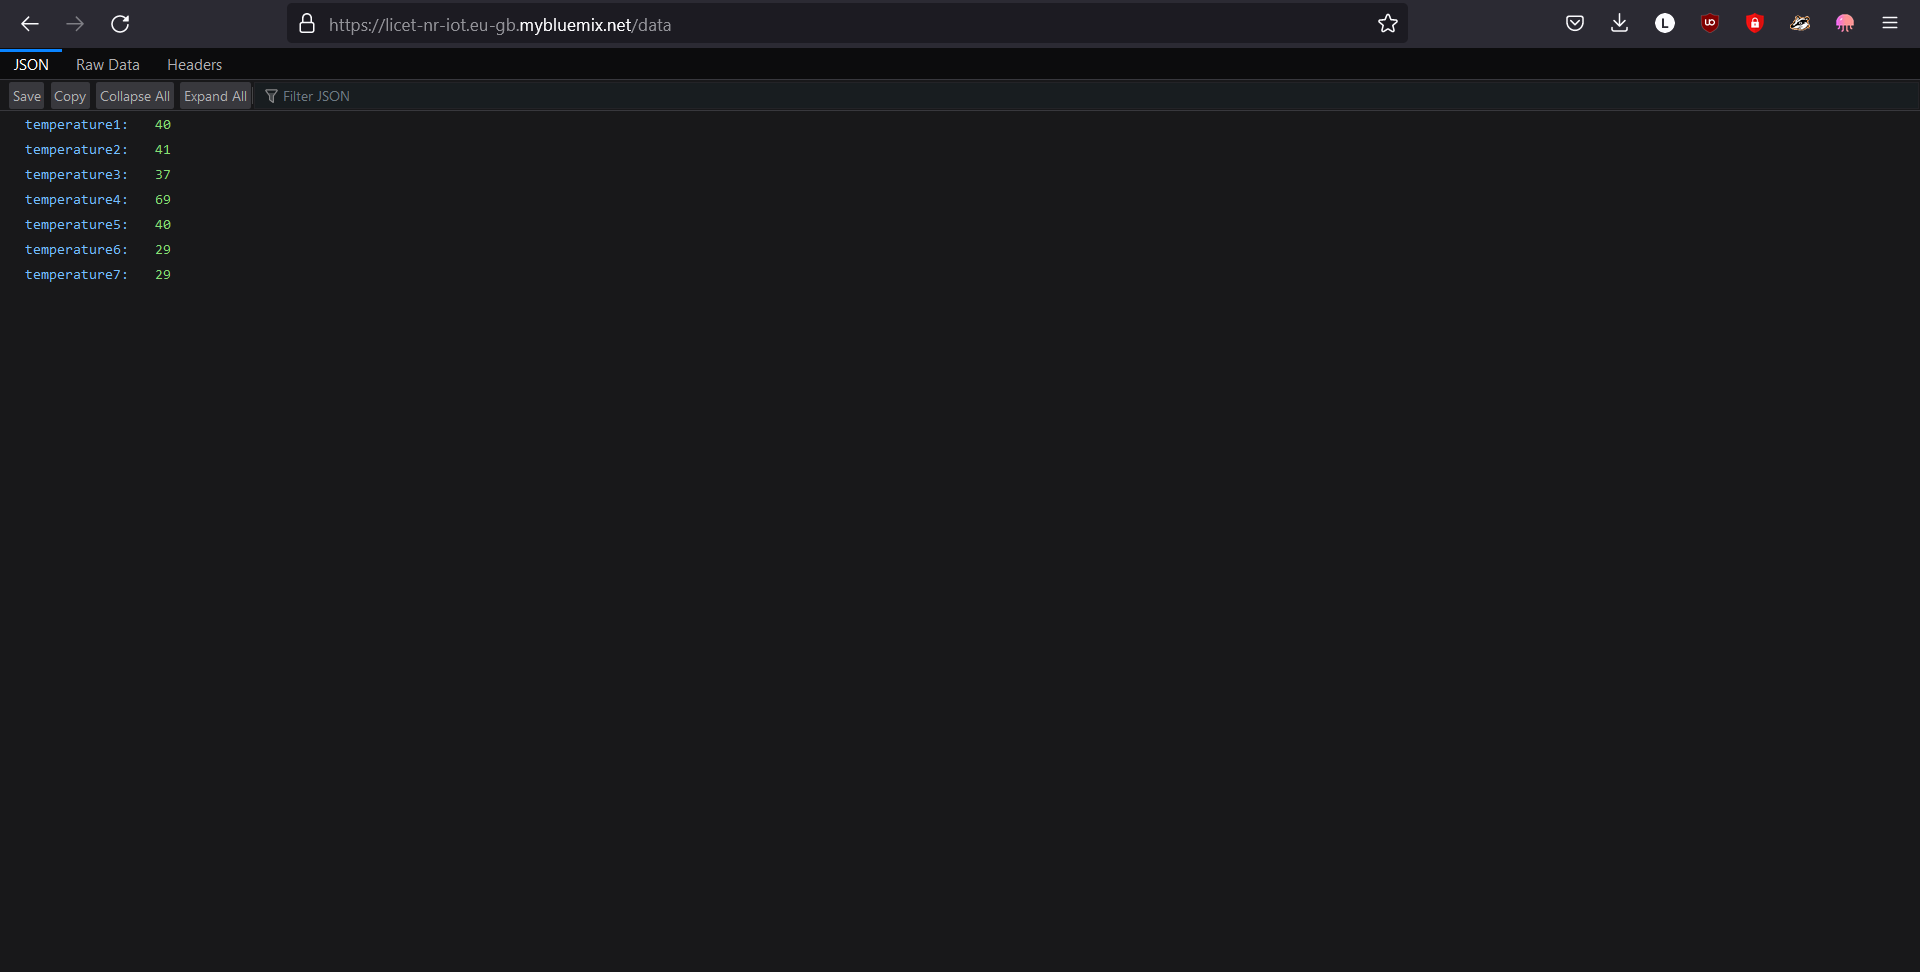 https://licet-nr-iot.eu-gb.mybluemix.net/data
L
JSON Raw Data Headers
Save Copy Collapse All Expand All Filter JSON
temperature1: 40
temperature2: 41
temperature3: 37
temperature4: 69
temperature5: 40
temperature6: 29
temperature7: 29